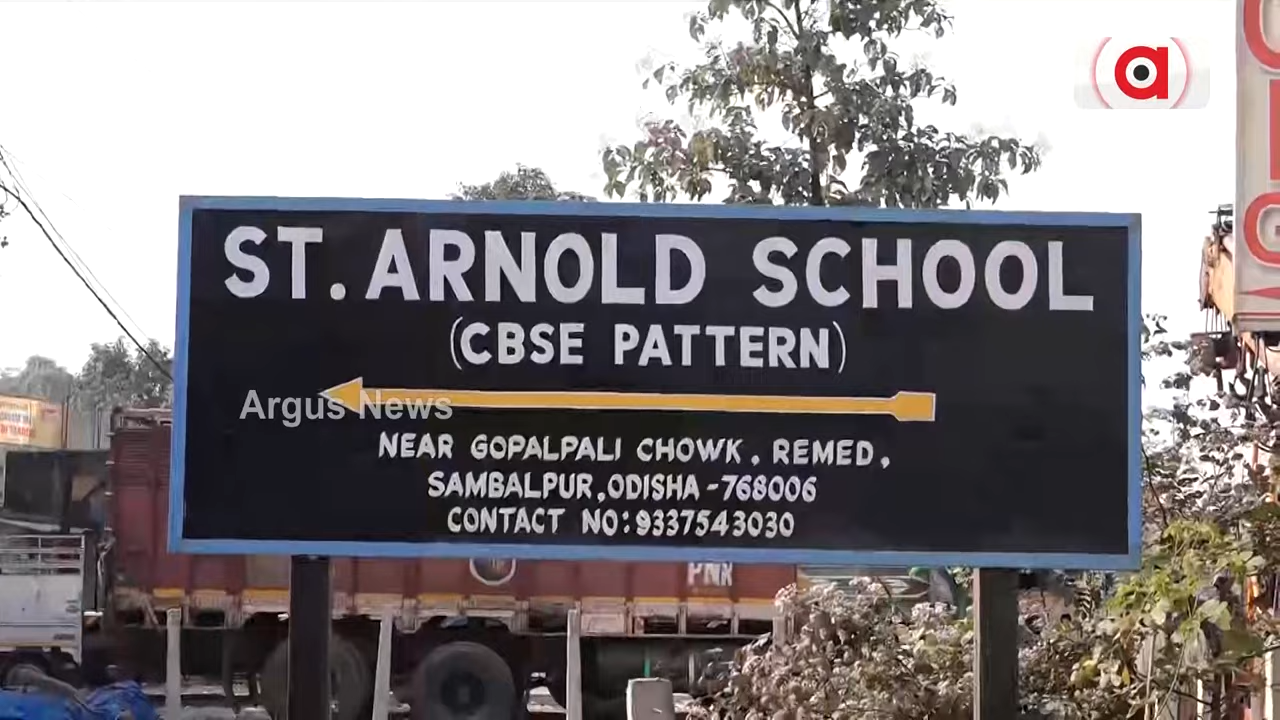 ST. ARNOLD SCHOOL
(CBSE PATTERN)
Argus News
NEAR GOPALPALI CHOWK, REMED,
SAMBALPUR, ODISHA - 768006
CONTACT NO: 9337543030
PNR
a